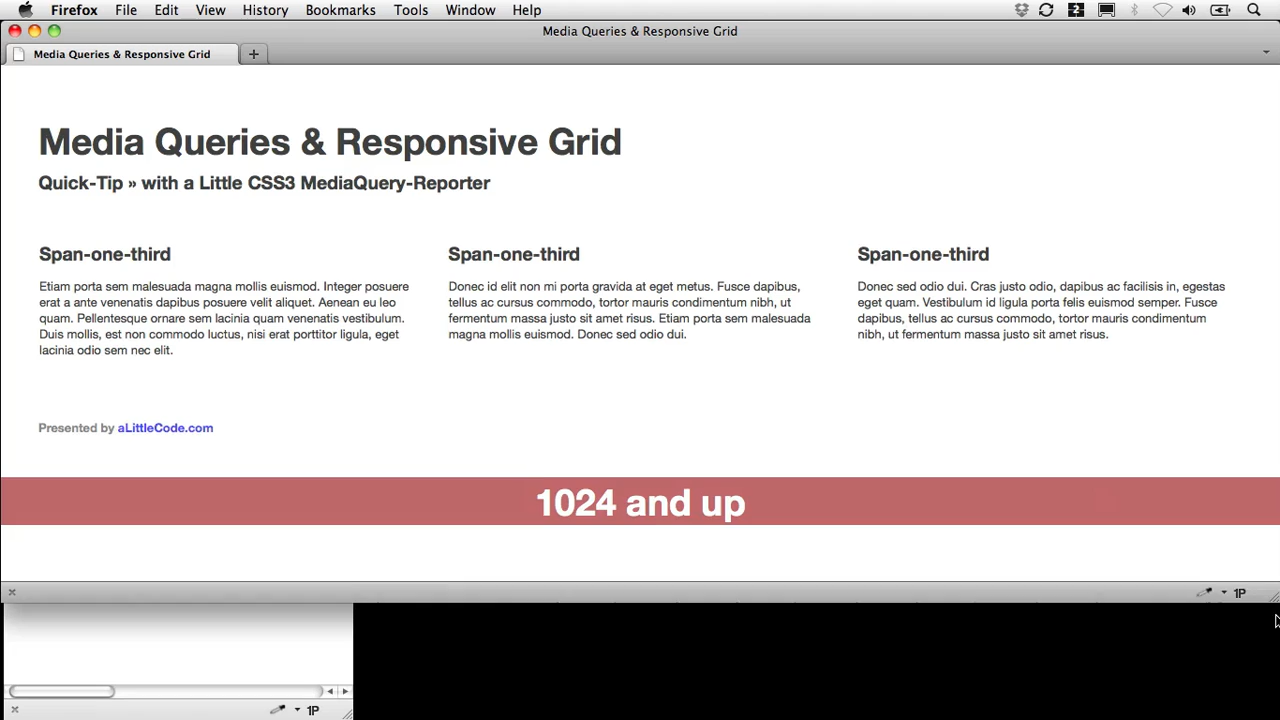 Firefox File Edit View History Bookmarks Tools Window Help
Media Queries & Responsive Grid
Media Queries & Responsive Grid
Media Queries & Responsive Grid
Quick-Tip » with a Little CSS3 MediaQuery-Reporter
Span-one-third
Etiam porta sem malesuada magna mollis euismod. Integer posuere
erat a ante venenatis dapibus posuere velit aliquet. Aenean eu leo
quam. Pellentesque ornare sem lacinia quam venenatis vestibulum.
Duis mollis, est non commodo luctus, nisi erat porttitor ligula, eget
lacinia odio sem nec elit.
Span-one-third
Donec id elit non mi porta gravida at eget metus. Fusce dapibus,
tellus ac cursus commodo, tortor mauris condimentum nibh, ut
fermentum massa justo sit amet risus. Etiam porta sem malesuada
magna mollis euismod. Donec sed odio dui.
Span-one-third
Donec sed odio dui. Cras justo odio, dapibus ac facilisis in, egestas
eget quam. Vestibulum id ligula porta felis euismod semper. Fusce
dapibus, tellus ac cursus commodo, tortor mauris condimentum
nibh, ut fermentum massa justo sit amet risus.
Presented by aLittleCode.com
1024 and up
1P
1P